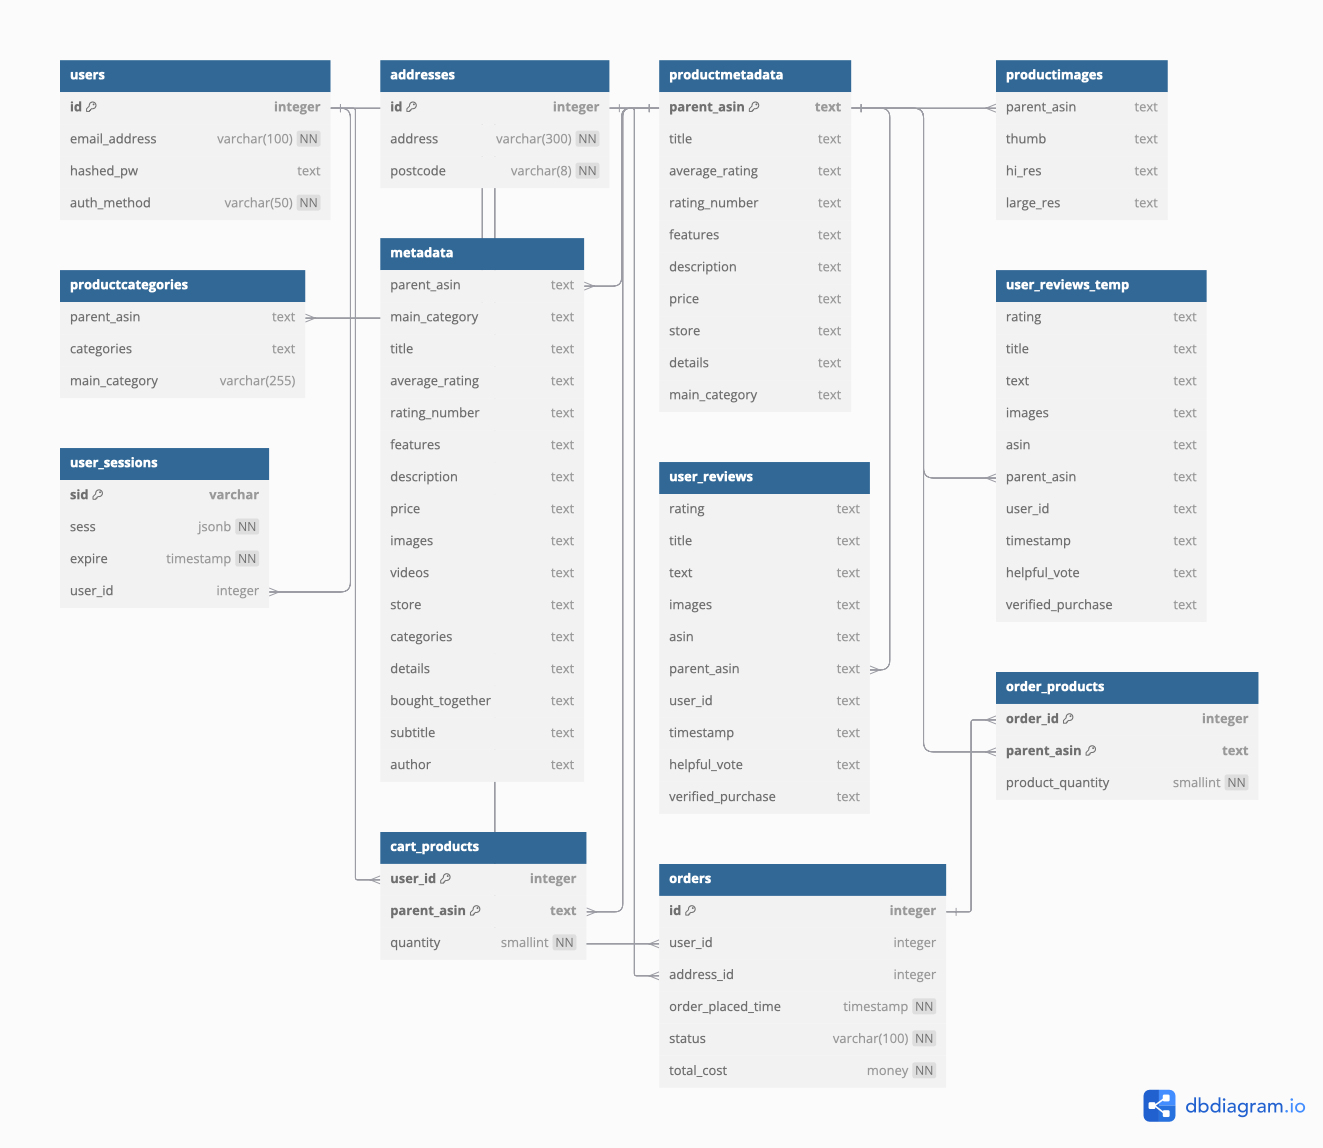 users
id integer
email_address varchar(100) NN
hashed_pw text
auth_method varchar(50) NN
addresses
id integer
address varchar(300) NN
postcode varchar(8) NN
productmetadata
parent_asin text
title text
average_rating text
rating_number text
features text
description text
price text
store text
details text
main_category text
productimages
parent_asin text
thumb text
hi_res text
large_res text
productcategories
parent_asin text
categories text
main_category varchar(255)
metadata
parent_asin text
main_category text
title text
average_rating text
rating_number text
features text
description text
price text
images text
videos text
store text
categories text
details text
bought_together text
subtitle text
author text
user_reviews_temp
rating text
title text
text text
images text
asin text
parent_asin text
user_id text
timestamp text
helpful_vote text
verified_purchase text
user_sessions
sid varchar
sess jsonb NN
expire timestamp NN
user_id integer
user_reviews
rating text
title text
text text
images text
asin text
parent_asin text
user_id text
timestamp text
helpful_vote text
verified_purchase text
order_products
order_id integer
parent_asin text
product_quantity smallint NN
cart_products
user_id integer
parent_asin text
quantity smallint NN
orders
id integer
user_id integer
address_id integer
order_placed_time timestamp NN
status varchar(100) NN
total_cost money NN
dbdiagram.io